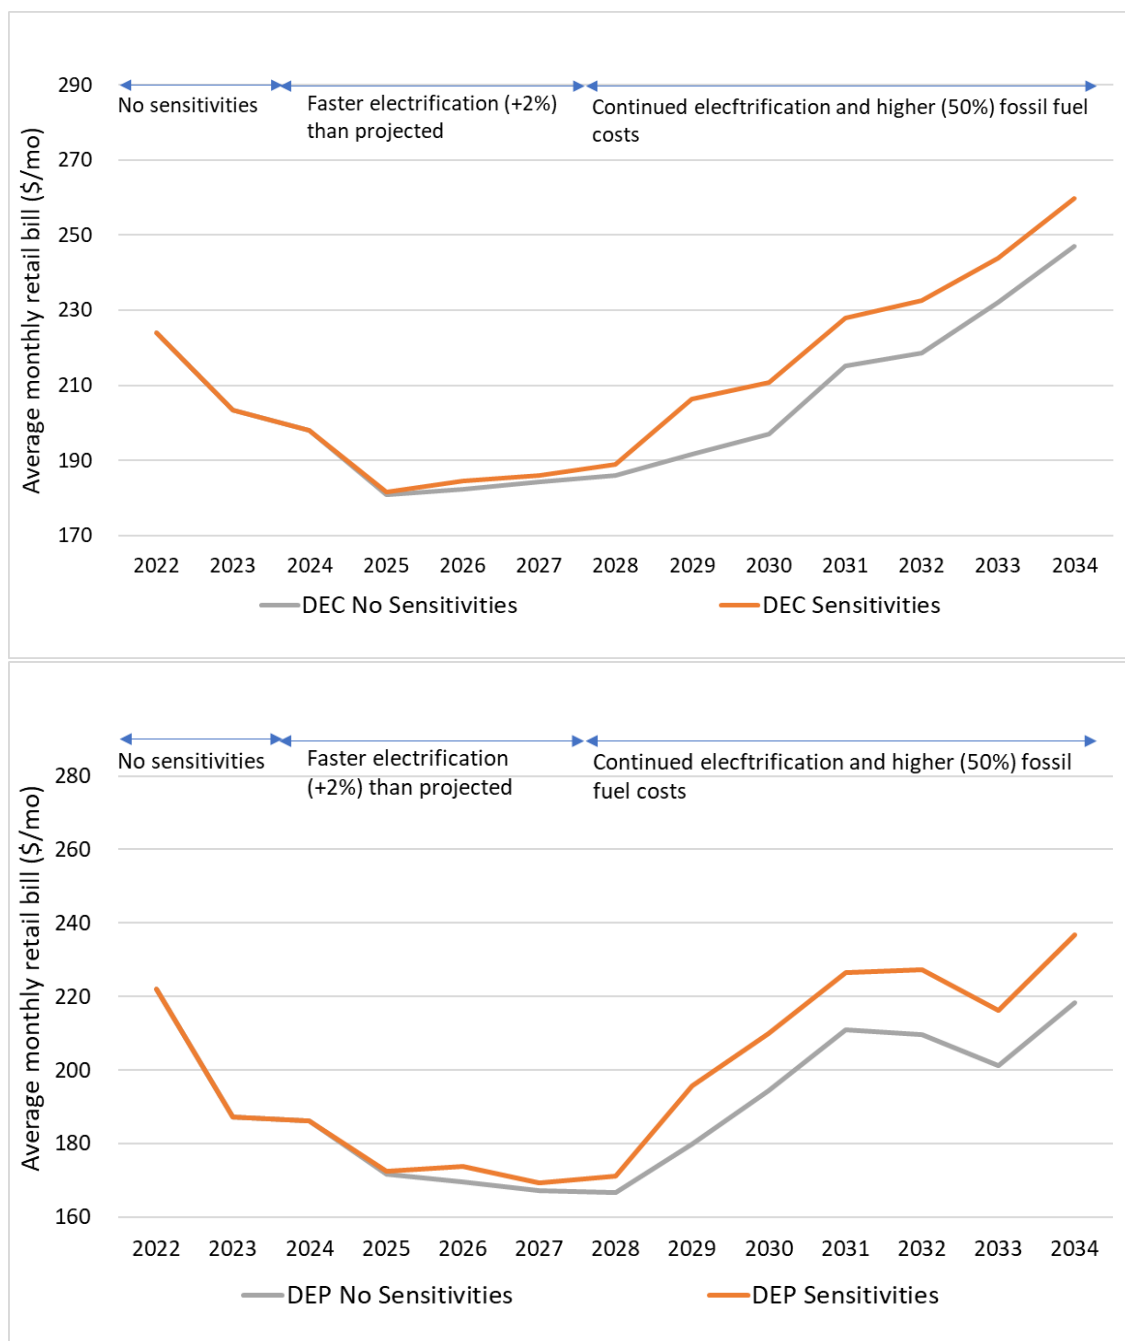 290
270
250
230
210
190
170
Average monthly retail bill ($/mo)
No sensitivities
Faster electrification (+2%)
than projected
Continued elecftrification and higher (50%) fossil fuel
costs
2022 2023 2024 2025 2026 2027 2028 2029 2030 2031 2032 2033 2034
DEC No Sensitivities DEC Sensitivities
280
260
240
220
200
180
160
Average monthly retail bill ($/mo)
No sensitivities
Faster electrification
(+2%) than projected
Continued elecftrification and higher (50%) fossil
fuel costs
2022 2023 2024 2025 2026 2027 2028 2029 2030 2031 2032 2033 2034
DEP No Sensitivities DEP Sensitivities